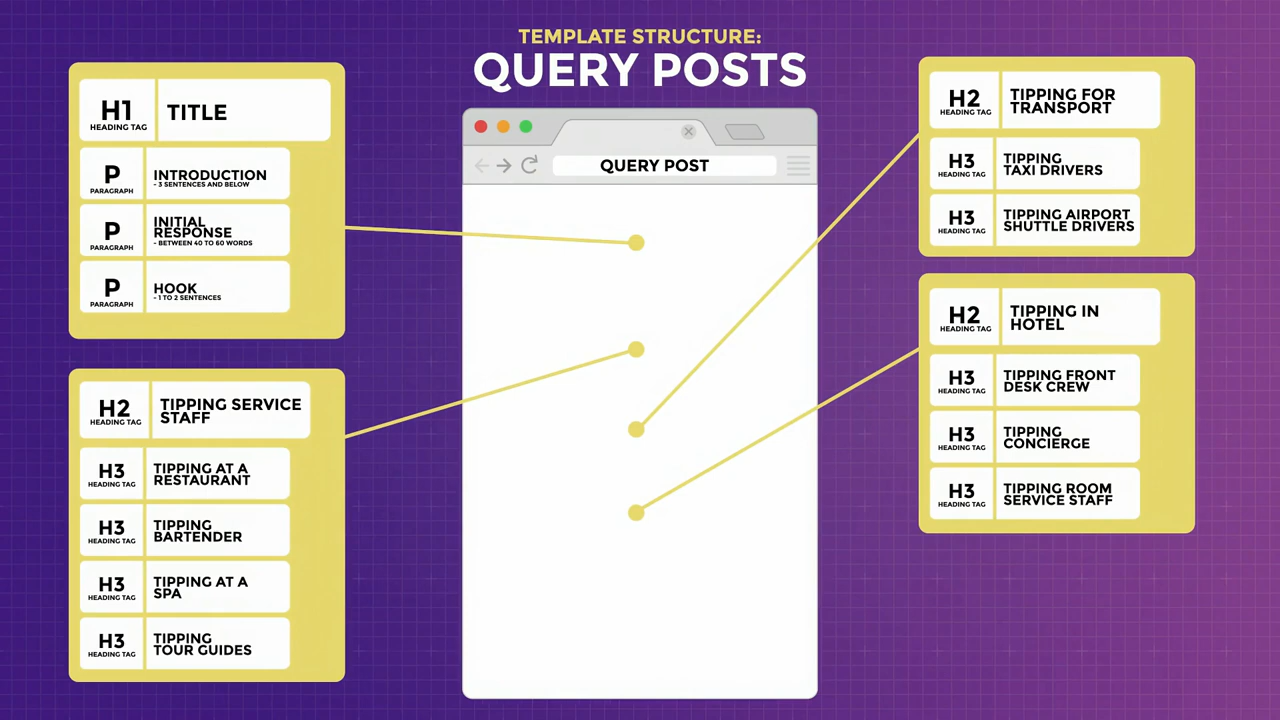 TEMPLATE STRUCTURE:
QUERY POSTS
H1
HEADING TAG
TITLE
P
PARAGRAPH
INTRODUCTION
- 3 SENTENCES AND BELOW
P
PARAGRAPH
INITIAL
RESPONSE
- BETWEEN 40 TO 60 WORDS
P
PARAGRAPH
HOOK
- 1 TO 2 SENTENCES
H2
HEADING TAG
TIPPING SERVICE
STAFF
H3
HEADING TAG
TIPPING AT A
RESTAURANT
H3
HEADING TAG
TIPPING
BARTENDER
H3
HEADING TAG
TIPPING AT A
SPA
H3
HEADING TAG
TIPPING
TOUR GUIDES
QUERY POST
H2
HEADING TAG
TIPPING FOR
TRANSPORT
H3
HEADING TAG
TIPPING
TAXI DRIVERS
H3
HEADING TAG
TIPPING AIRPORT
SHUTTLE DRIVERS
H2
HEADING TAG
TIPPING IN
HOTEL
H3
HEADING TAG
TIPPING FRONT
DESK CREW
H3
HEADING TAG
TIPPING
CONCIERGE
H3
HEADING TAG
TIPPING ROOM
SERVICE STAFF